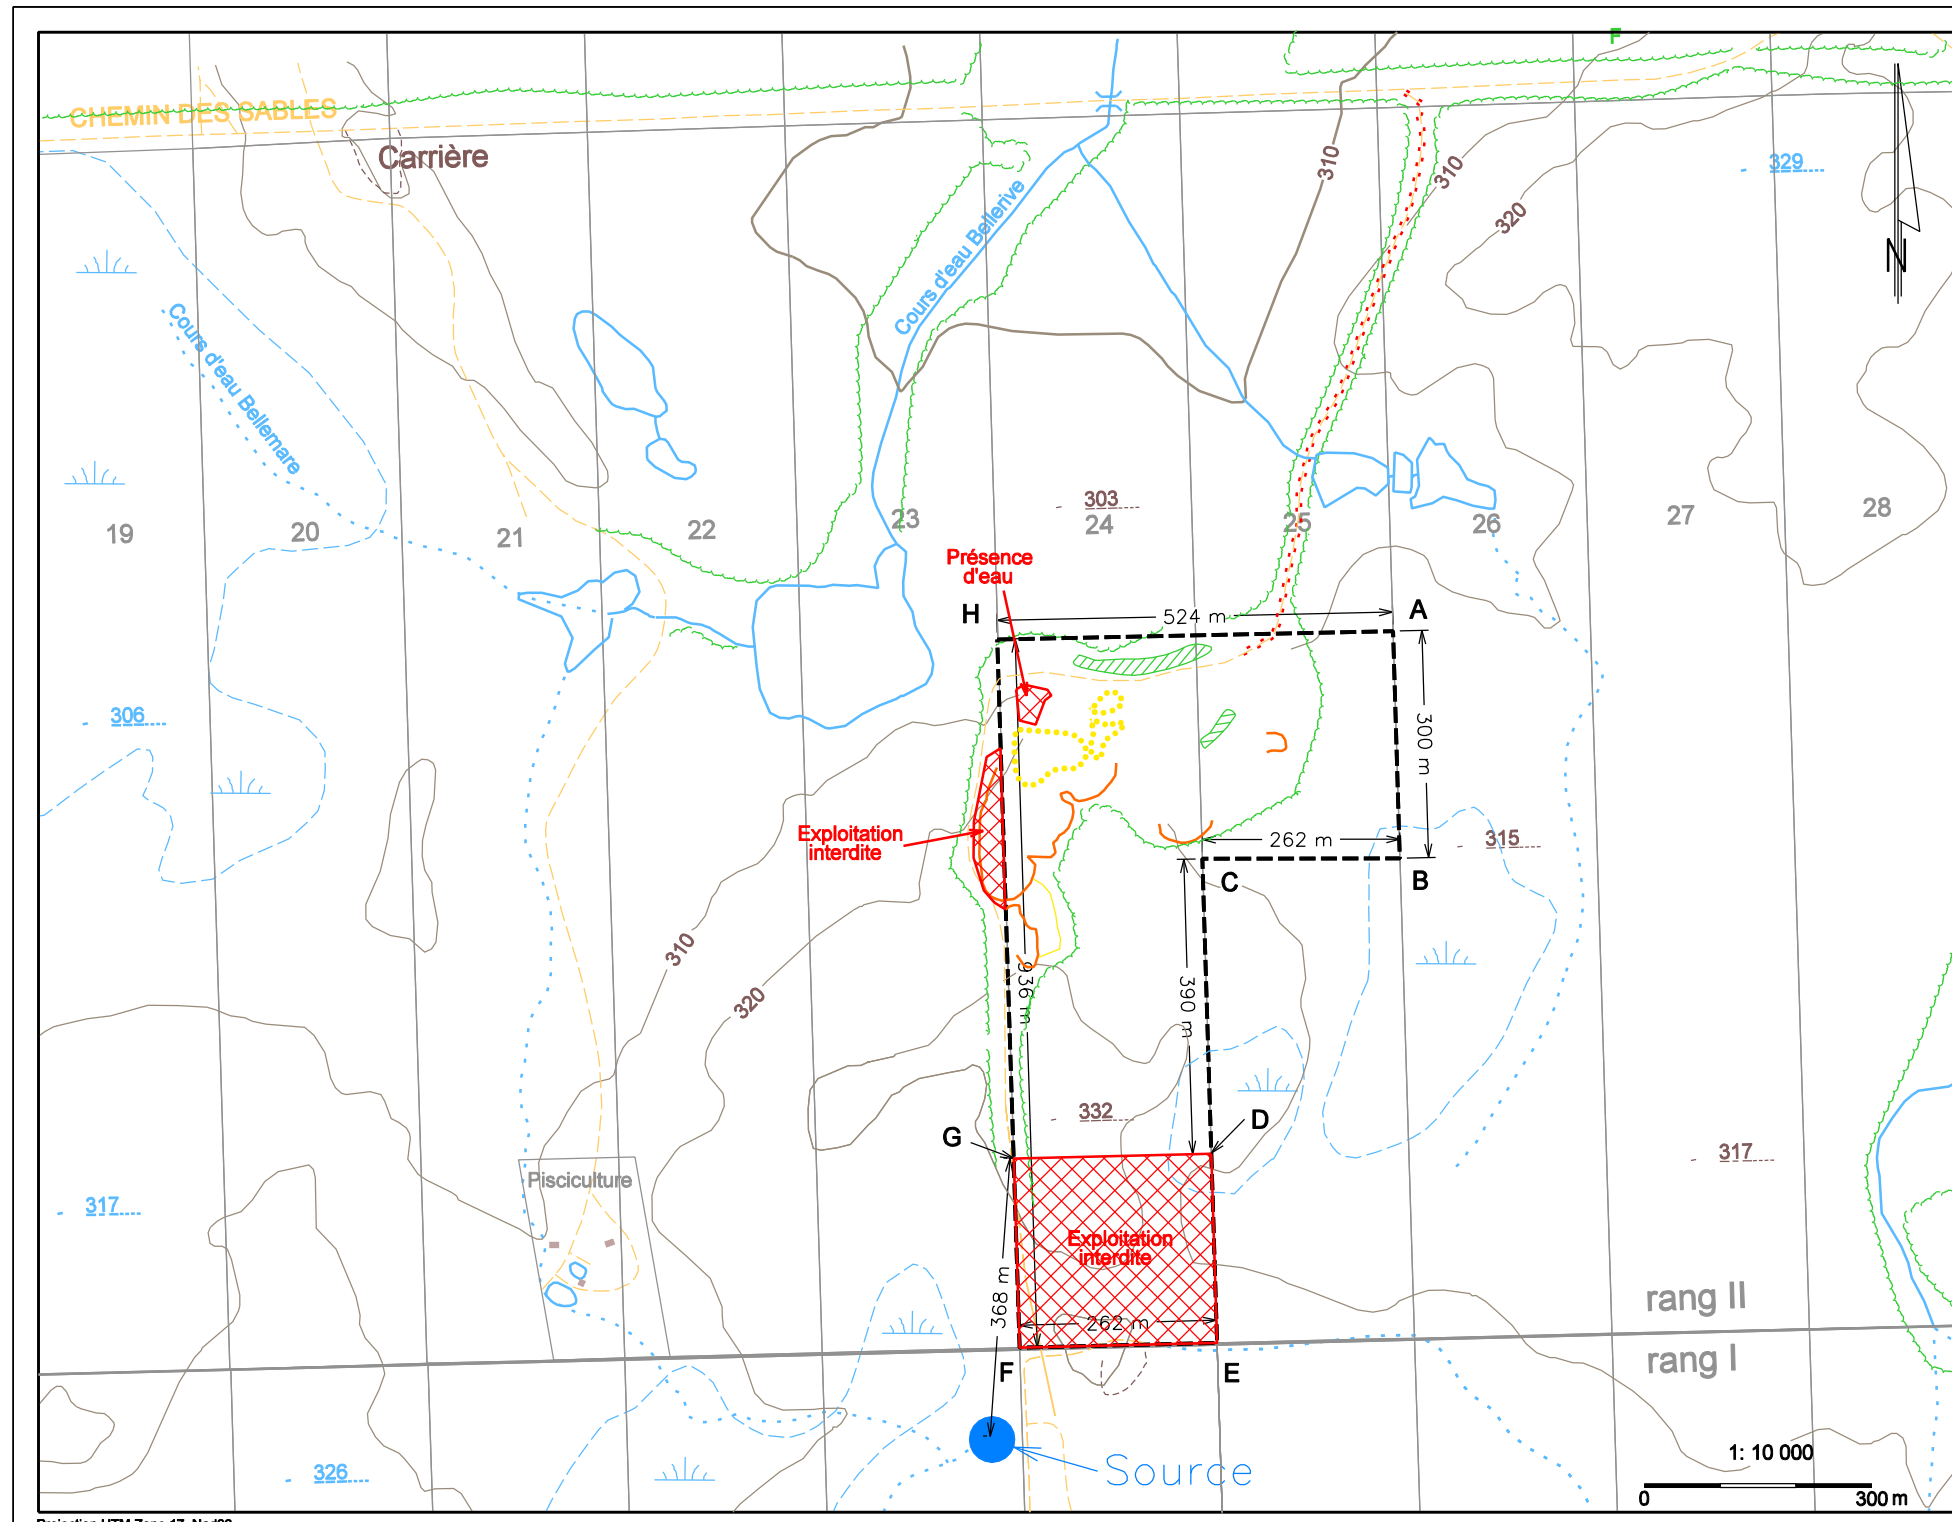 F
CHEMIN DES SABLES
Carrière
310
310
329
320
N
Cours d'eau Bellerive
Cours d'eau Bellemare
303
19
20
21
22
23
24
25
26
27
28
Présence
d'eau
H
524 m
A
306
300 m
Exploitation
interdite
262 m
315
C
B
310
320
936 m
390 m
332
G
D
317
Pisciculture
317
Exploitation
interdite
368 m
262 m
rang II
rang I
F
E
Source
326
1: 10 000
0
300 m